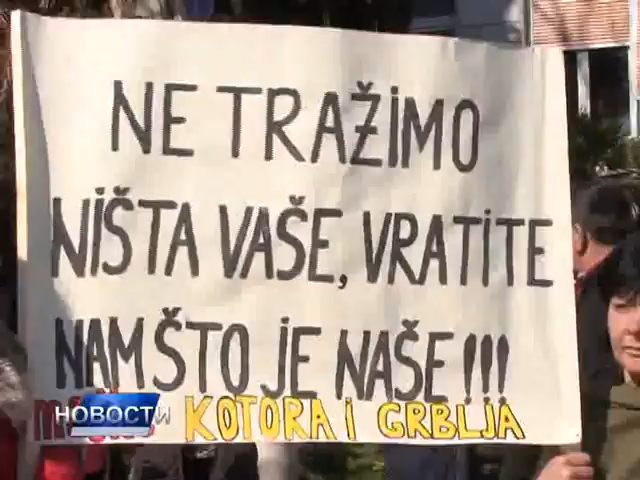 NE TRAŽIMO
NIŠTA VAŠE, VRATITE
NAM ŠTO JE NAŠE!!!
KOTORA I GRBLJA
НОВОСТИ